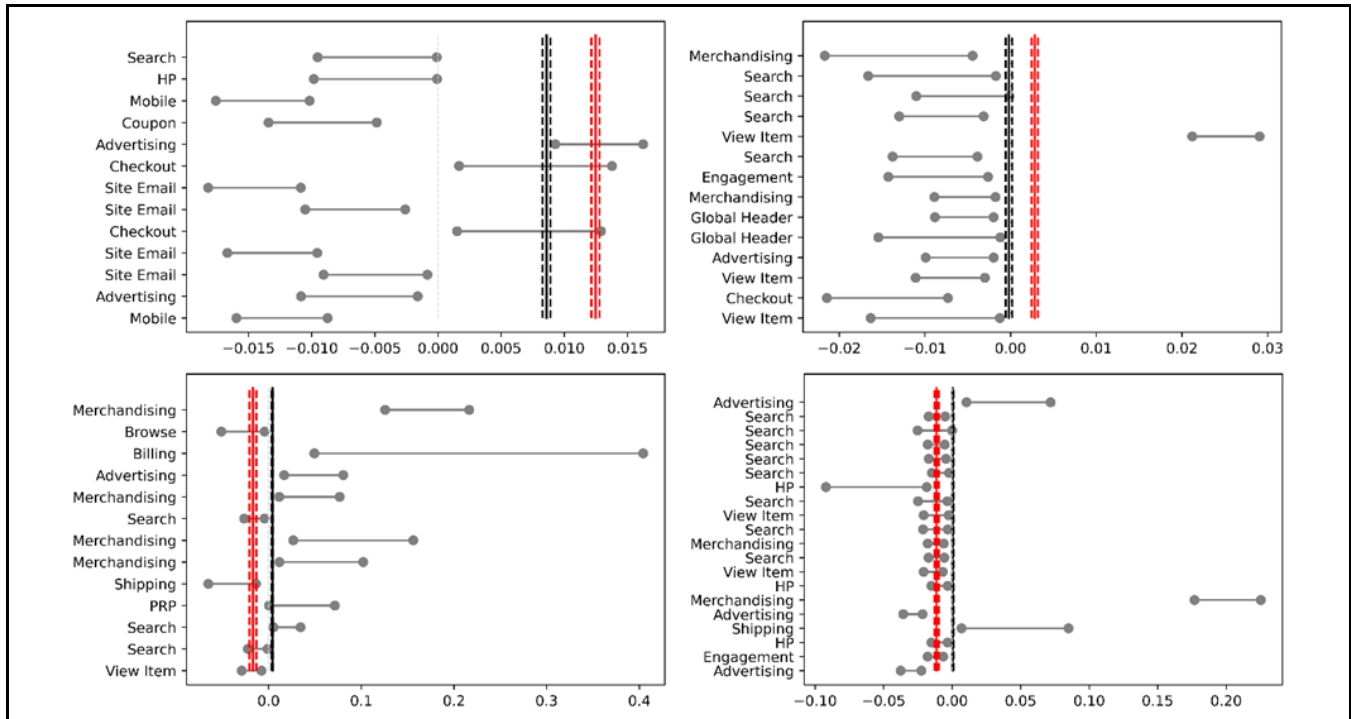 Search
HP
Mobile
Coupon
Advertising
Checkout
Site Email
Site Email
Checkout
Site Email
Site Email
Advertising
Mobile
−0.015 −0.010 −0.005 0.000 0.005 0.010 0.015
Merchandising
Search
Search
Search
View Item
Search
Engagement
Merchandising
Global Header
Global Header
Advertising
View Item
Checkout
View Item
−0.02 −0.01 0.00 0.01 0.02 0.03
Merchandising
Browse
Billing
Advertising
Merchandising
Search
Merchandising
Merchandising
Shipping
PRP
Search
Search
View Item
0.0 0.1 0.2 0.3 0.4
Advertising
Search
Search
Search
Search
Search
HP
Search
View Item
Search
Merchandising
Search
View Item
HP
Merchandising
Advertising
Shipping
HP
Engagement
Advertising
−0.10 −0.05 0.00 0.05 0.10 0.15 0.20